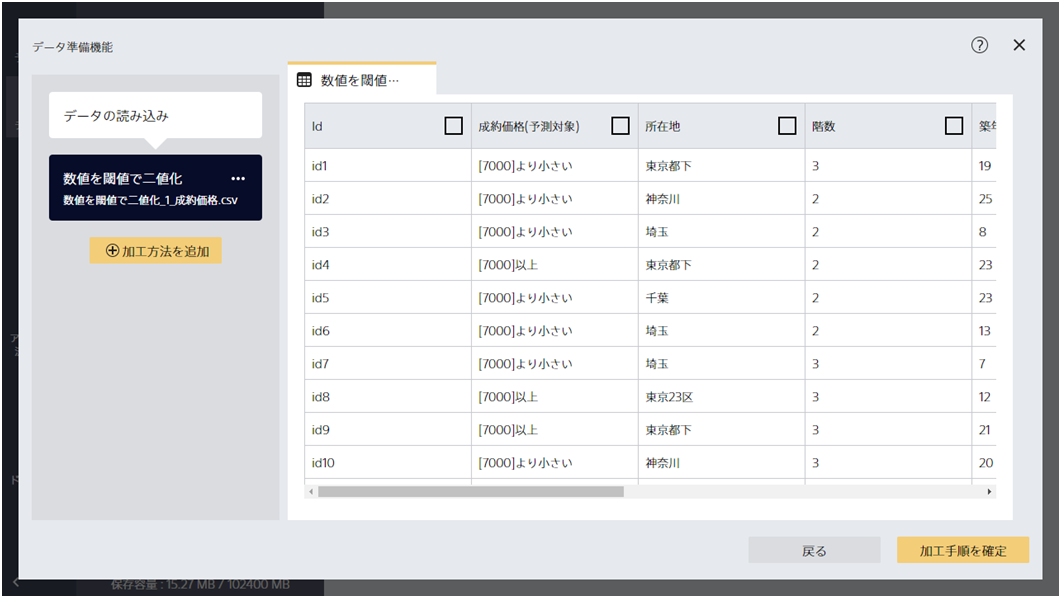 データ準備機能
データの読み込み
数値を閾値で二値化
数値を閾値で二値化_1_成約価格.csv
加工方法を追加
数値を閾値…
Id 成約価格(予測対象) 所在地 階数 築年
id1 [7000]より小さい 東京都下 3 19
id2 [7000]より小さい 神奈川 2 25
id3 [7000]より小さい 埼玉 2 8
id4 [7000]以上 東京都下 2 23
id5 [7000]より小さい 千葉 2 23
id6 [7000]より小さい 埼玉 2 13
id7 [7000]より小さい 埼玉 3 7
id8 [7000]以上 東京23区 3 12
id9 [7000]以上 東京都下 3 21
id10 [7000]より小さい 神奈川 3 20
戻る 加工手順を確定
保存容量 : 15.27 MB / 102400 MB